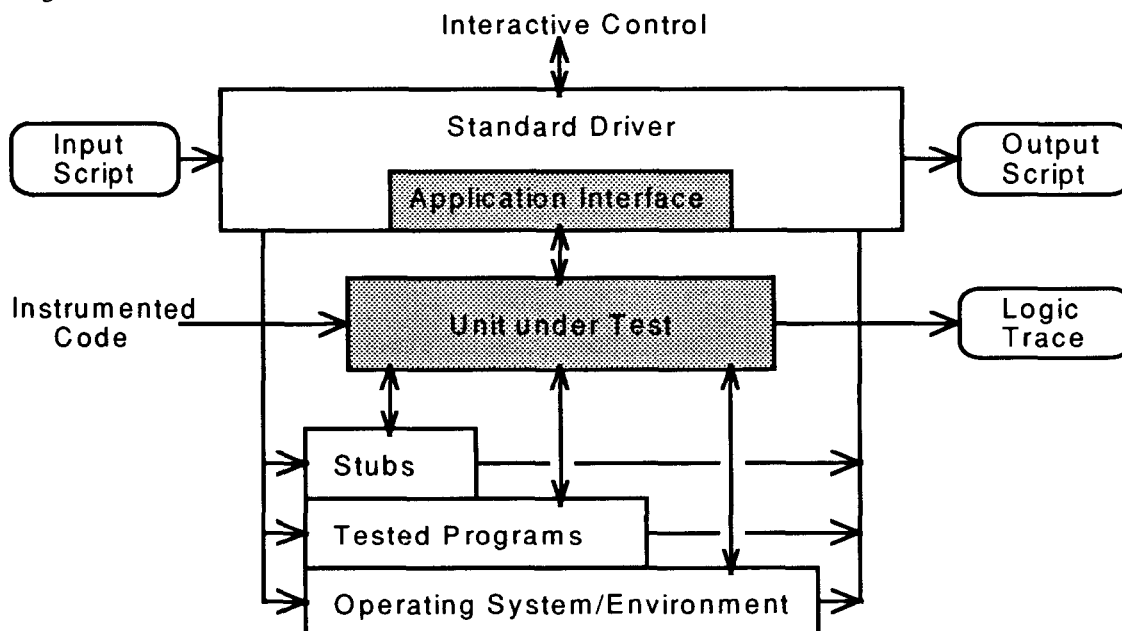 Interactive Control
Standard Driver
Input
Script
Output
Script
Application Interface
Instrumented
Code
Unit under Test
Logic
Trace
Stubs
Tested Programs
Operating System/Environment